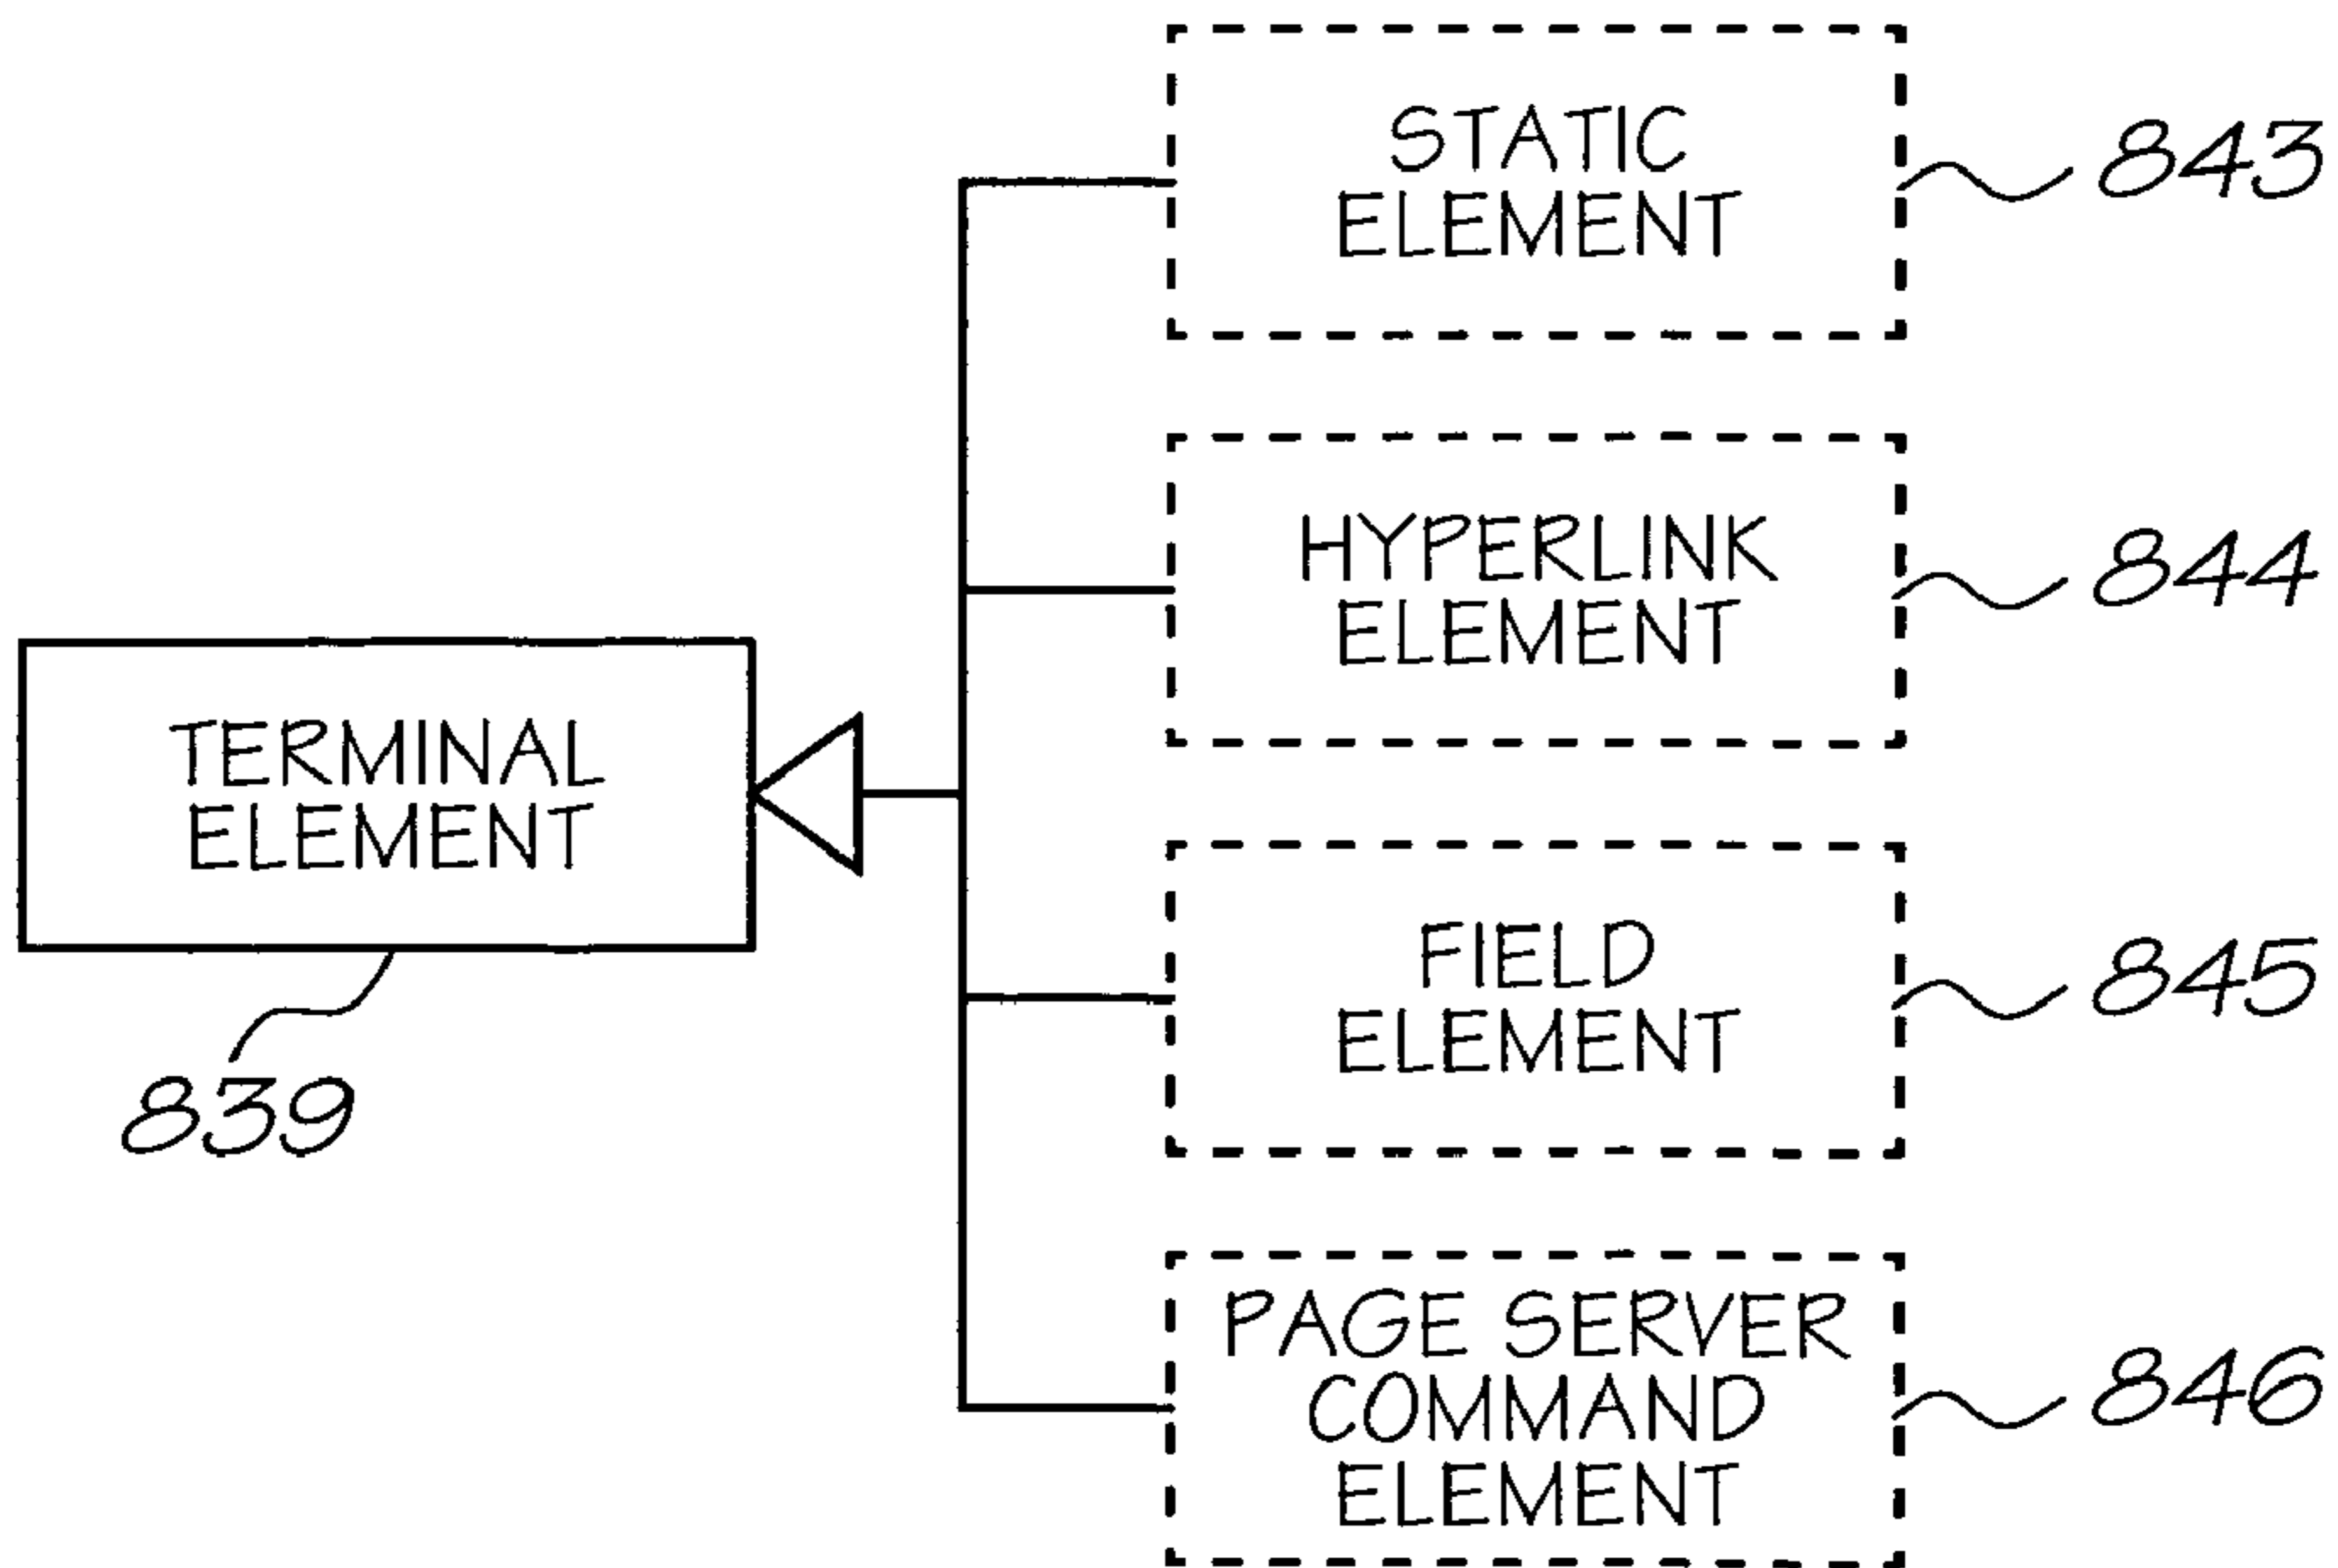 STATIC
ELEMENT
843
HYPERLINK
ELEMENT
844
TERMINAL
ELEMENT
839
FIELD
ELEMENT
845
PAGE SERVER
COMMAND
ELEMENT
846